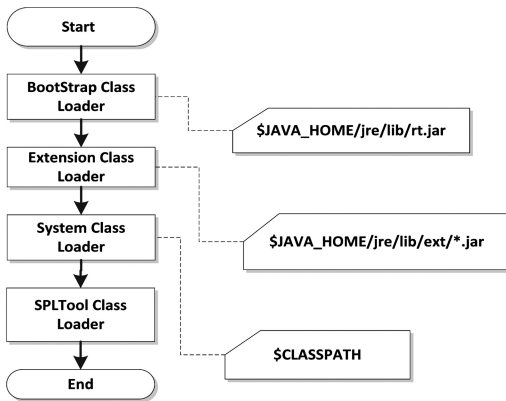 Start
BootStrap Class
Loader
$JAVA_HOME/jre/lib/rt.jar
Extension Class
Loader
System Class
Loader
$JAVA_HOME/jre/lib/ext/*.jar
SPLTool Class
Loader
$CLASSPATH
End